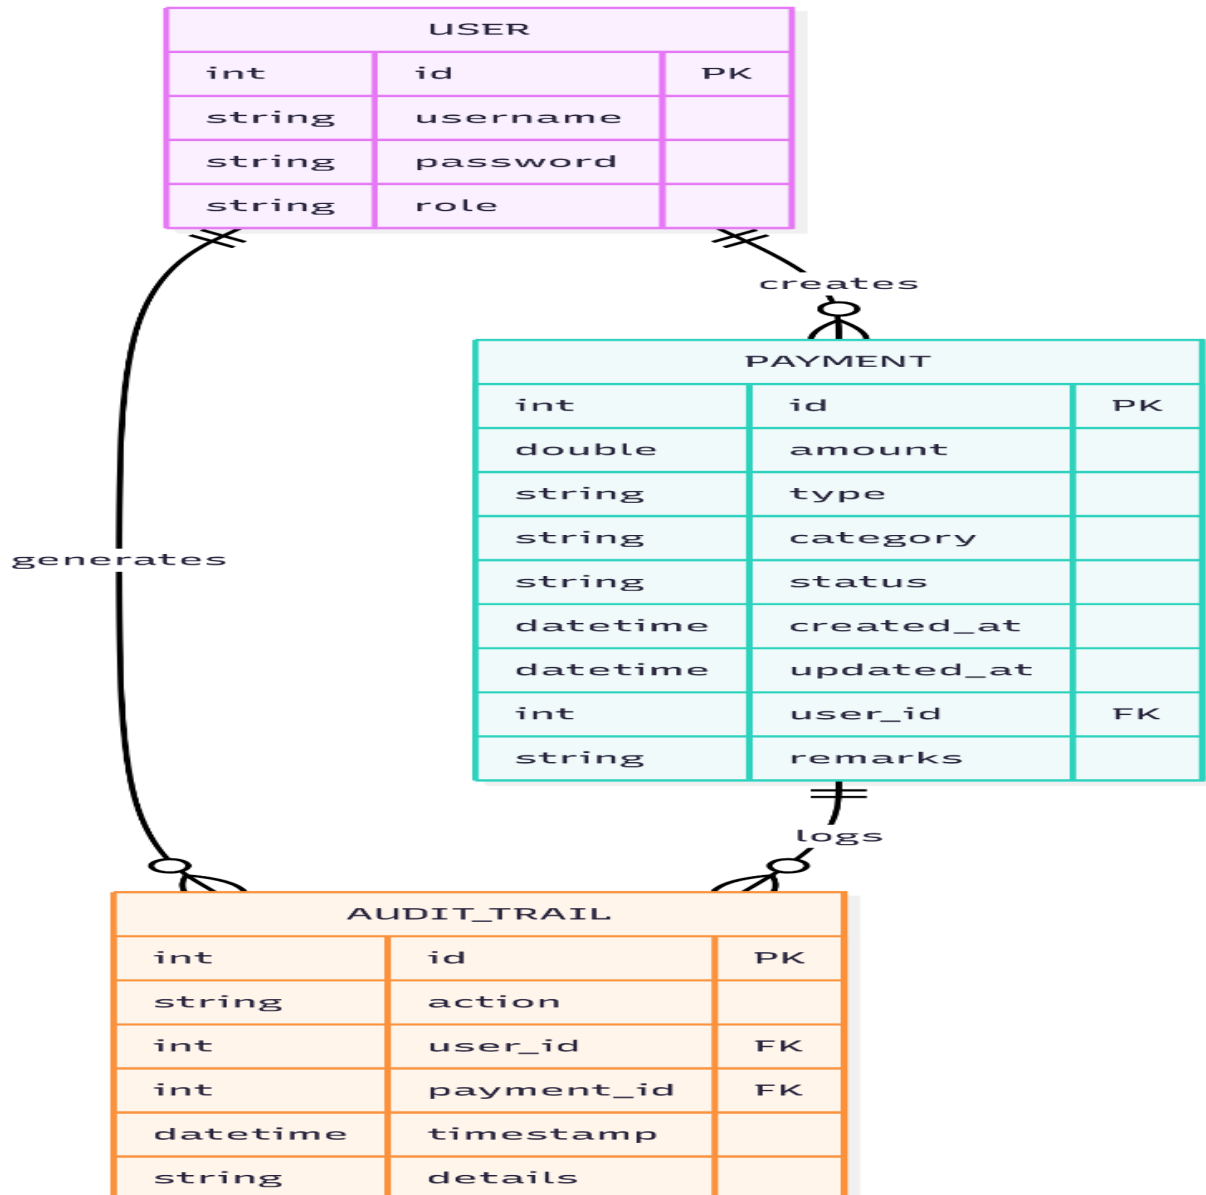 USER
int id PK
string username
string password
string role
creates
PAYMENT
int id PK
double amount
string type
string category
string status
datetime created_at
datetime updated_at
int user_id FK
string remarks
generates
logs
AUDIT_TRAIL
int id PK
string action
int user_id FK
int payment_id FK
datetime timestamp
string details